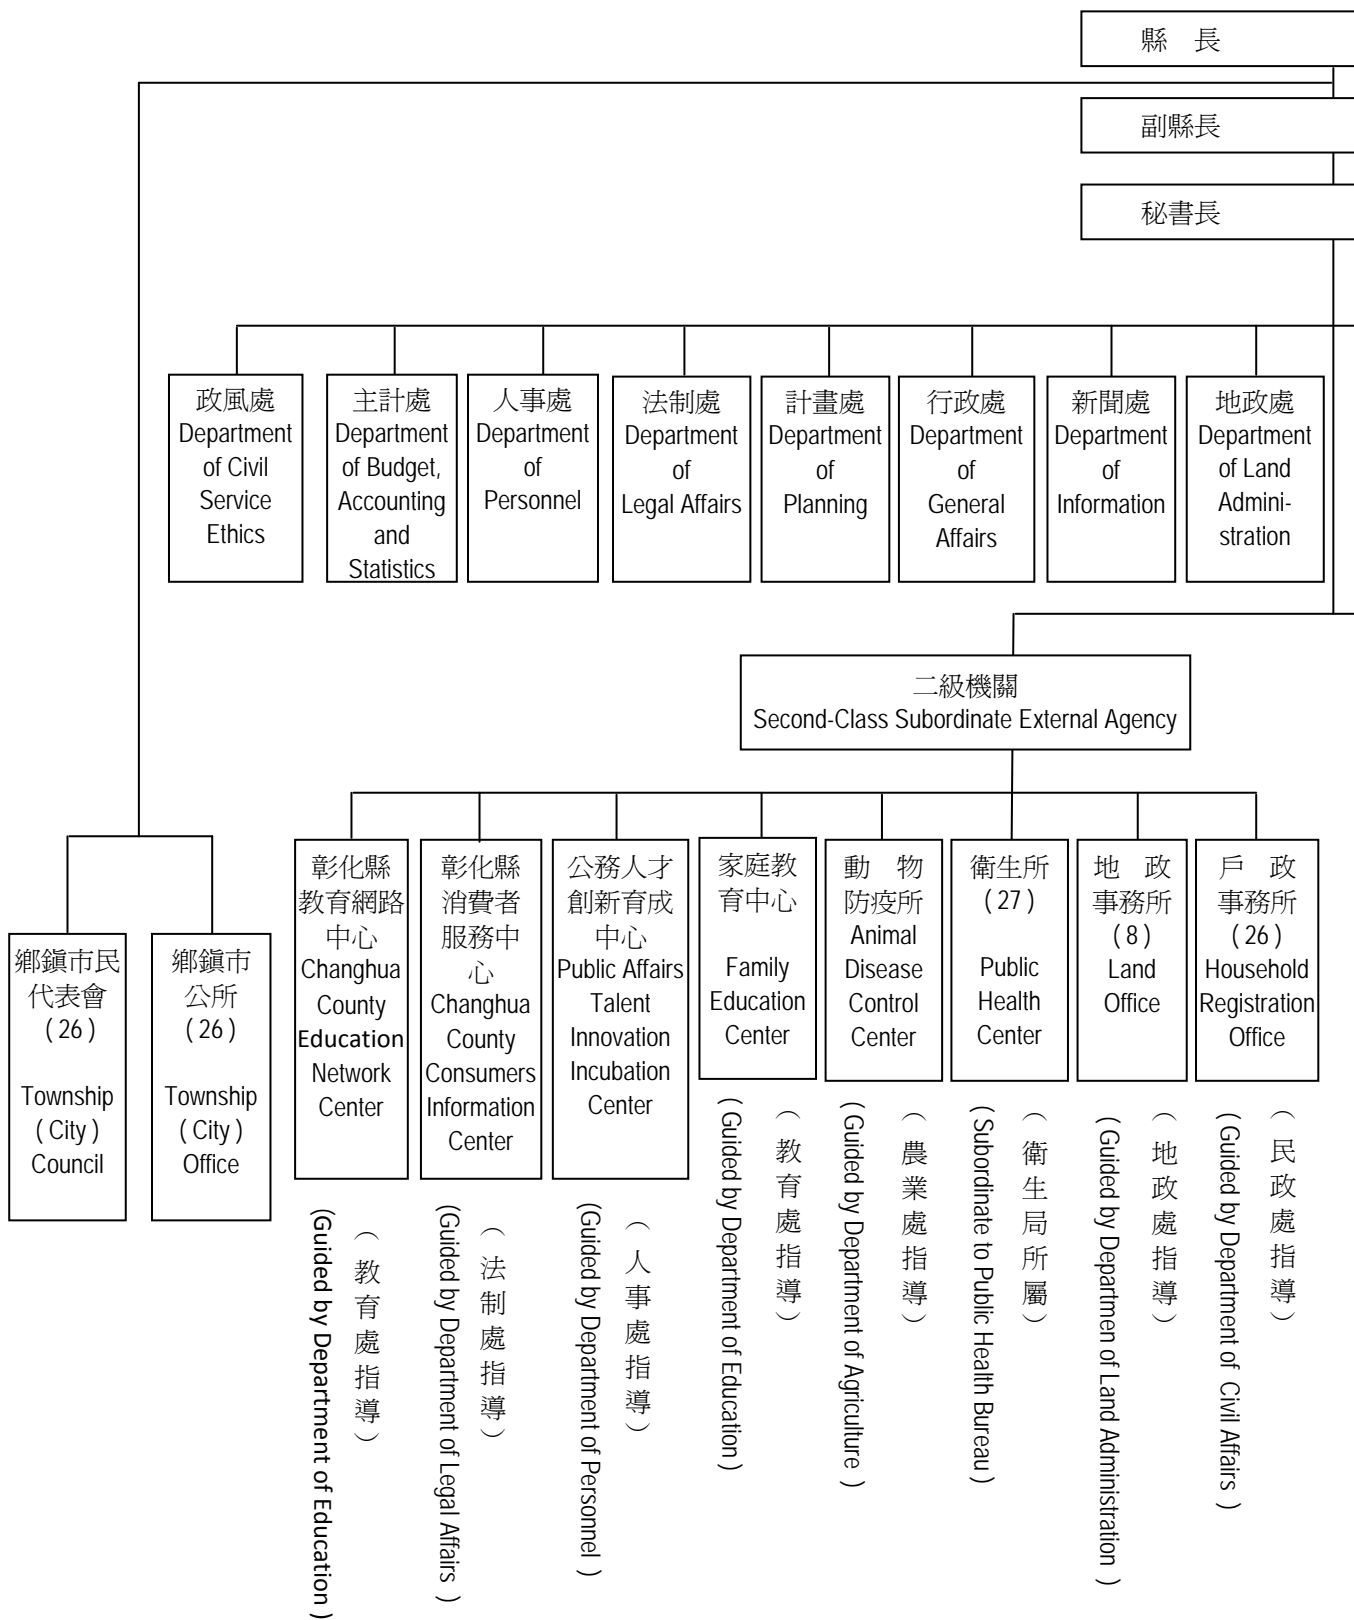 縣 長
副縣長
秘書長
政風處
Department
of Civil
Service
Ethics
主計處
Department
of Budget,
Accounting
and
Statistics
人事處
Department
of
Personnel
法制處
Department
of
Legal Affairs
計畫處
Department
of
Planning
行政處
Department
of
General
Affairs
新聞處
Department
of
Information
地政處
Department
of Land
Admini-
stration
二級機關
Second-Class Subordinate External Agency
鄉鎮市民
代表會
(26)
Township
(City)
Council
鄉鎮市
公所
(26)
Township
(City)
Office
彰化縣
教育網路
中心
Changhua
County
Education
Network
Center
彰化縣
消費者
服務中
心
Changhua
County
Consumers
Information
Center
公務人才
創新育成
中心
Public Affairs
Talent
Innovation
Incubation
Center
家庭教
育中心
Family
Education
Center
動 物
防疫所
Animal
Disease
Control
Center
衛生所
(27)
Public
Health
Center
地 政
事務所
(8)
Land
Office
戶 政
事務所
(26)
Household
Registration
Office
(教育處指導)
(Guided by Department of Education)
(法制處指導)
(Guided by Department of Legal Affairs)
(人事處指導)
(Guided by Department of Personnel)
(教育處指導)
(Guided by Department of Education)
(農業處指導)
(Guided by Department of Agriculture)
(衛生局所屬)
(Subordinate to Public Health Bureau)
(地政處指導)
(Guided by Departmen of Land Administration)
(民政處指導)
(Guided by Department of Civil Affairs)